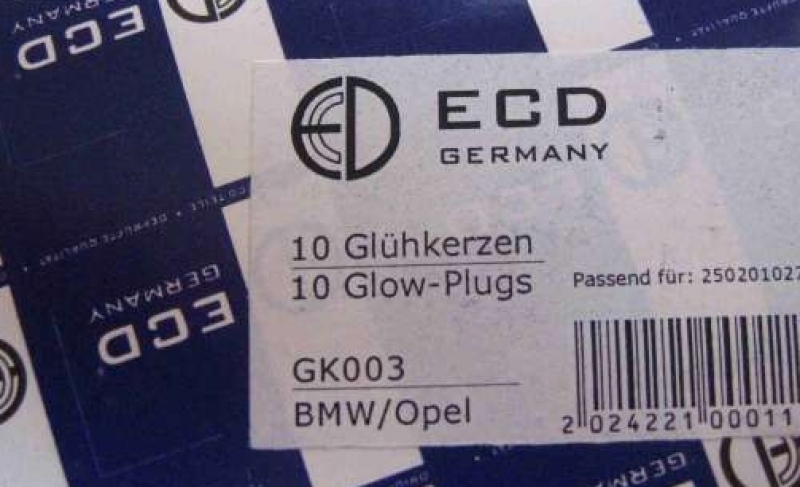 GERMANY
ECD
ECD
GERMANY
10 Glühkerzen
10 Glow-Plugs
Passend für: 250201027
GK003
BMW/Opel
2 024221 00011
GERMANY
ECD
GERMANY